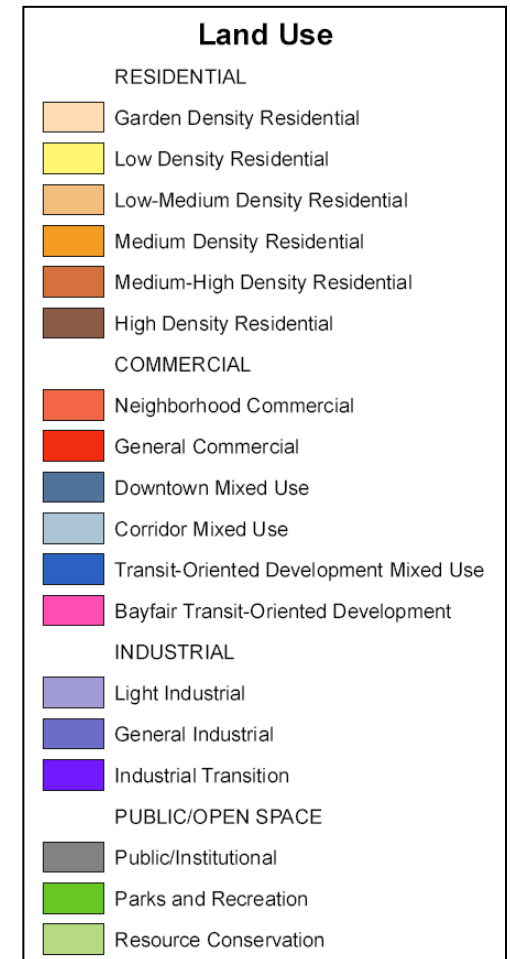 Land Use
RESIDENTIAL
Garden Density Residential
Low Density Residential
Low-Medium Density Residential
Medium Density Residential
Medium-High Density Residential
High Density Residential
COMMERCIAL
Neighborhood Commercial
General Commercial
Downtown Mixed Use
Corridor Mixed Use
Transit-Oriented Development Mixed Use
Bayfair Transit-Oriented Development
INDUSTRIAL
Light Industrial
General Industrial
Industrial Transition
PUBLIC/OPEN SPACE
Public/Institutional
Parks and Recreation
Resource Conservation